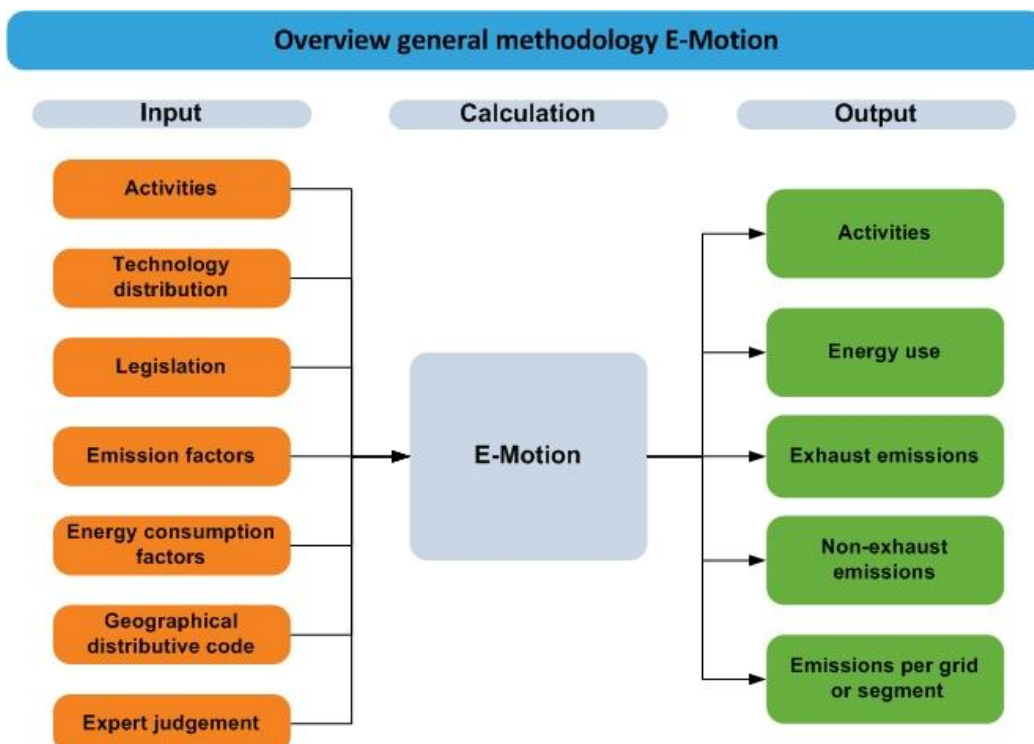 Overview general methodology E-Motion
Input
Calculation
Output
Activities
Technology
distribution
Legislation
Emission factors
Energy consumption
factors
Geographical
distributive code
Expert judgement
E-Motion
Activities
Energy use
Exhaust emissions
Non-exhaust
emissions
Emissions per grid
or segment